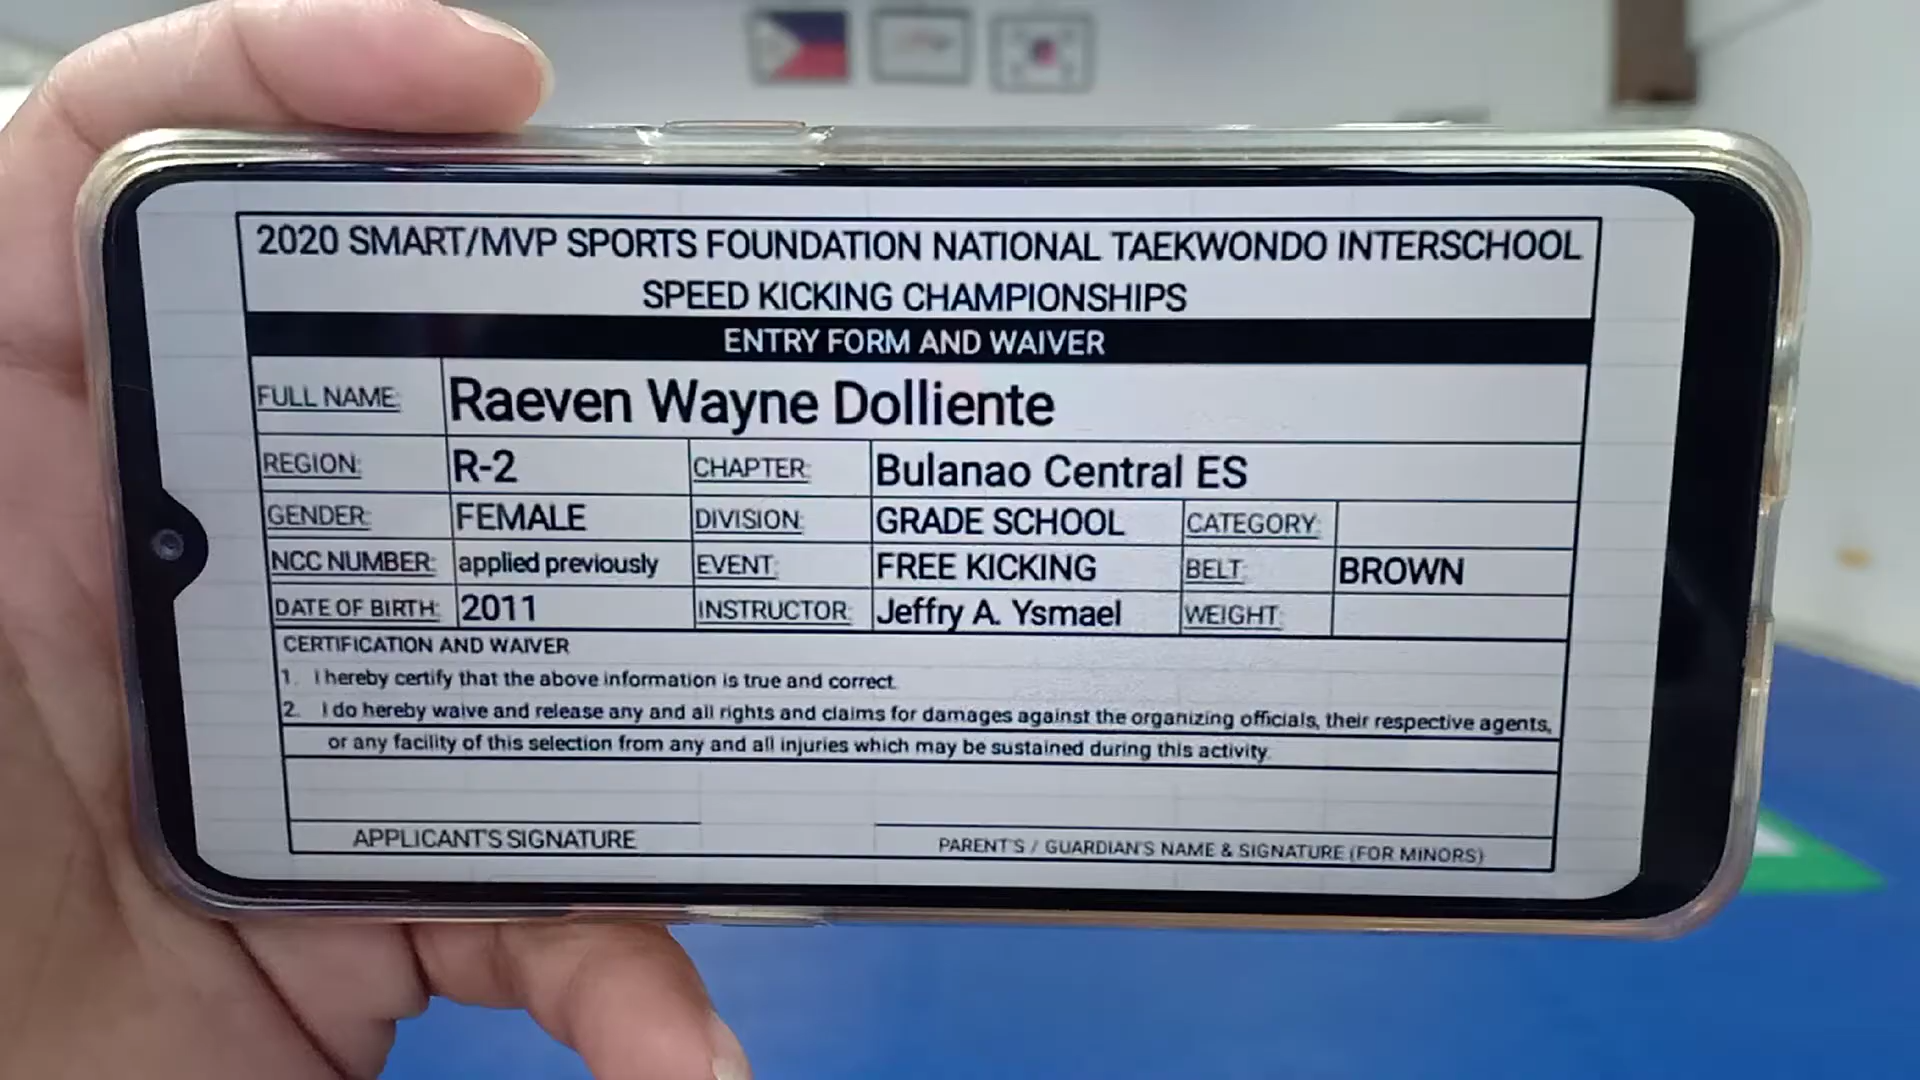 2020 SMART/MVP SPORTS FOUNDATION NATIONAL TAEKWONDO INTERSCHOOL
SPEED KICKING CHAMPIONSHIPS
ENTRY FORM AND WAIVER
FULL NAME: Raeven Wayne Dolliente
REGION: R-2 CHAPTER: Bulanao Central ES
GENDER: FEMALE DIVISION: GRADE SCHOOL CATEGORY:
NCC NUMBER: applied previously EVENT: FREE KICKING BELT: BROWN
DATE OF BIRTH: 2011 INSTRUCTOR: Jeffry A. Ysmael WEIGHT:
CERTIFICATION AND WAIVER
1. I hereby certify that the above information is true and correct.
2. I do hereby waive and release any and all rights and claims for damages against the organizing officials, their respective agents,
or any facility of this selection from any and all injuries which may be sustained during this activity.
APPLICANT'S SIGNATURE PARENT'S / GUARDIAN'S NAME & SIGNATURE (FOR MINORS)